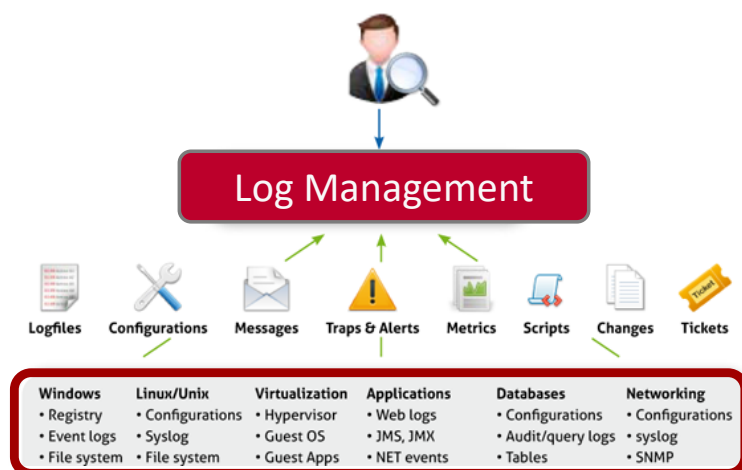 Log Management
Logfiles Configurations Messages Traps & Alerts Metrics Scripts Changes Tickets
Ticket
Windows Linux/Unix Virtualization Applications Databases Networking
• Registry • Configurations • Hypervisor • Web logs • Configurations • Configurations
• Event logs • Syslog • Guest OS • JMS, JMX • Audit/query logs • syslog
• File system • File system • Guest Apps • NET events • Tables • SNMP